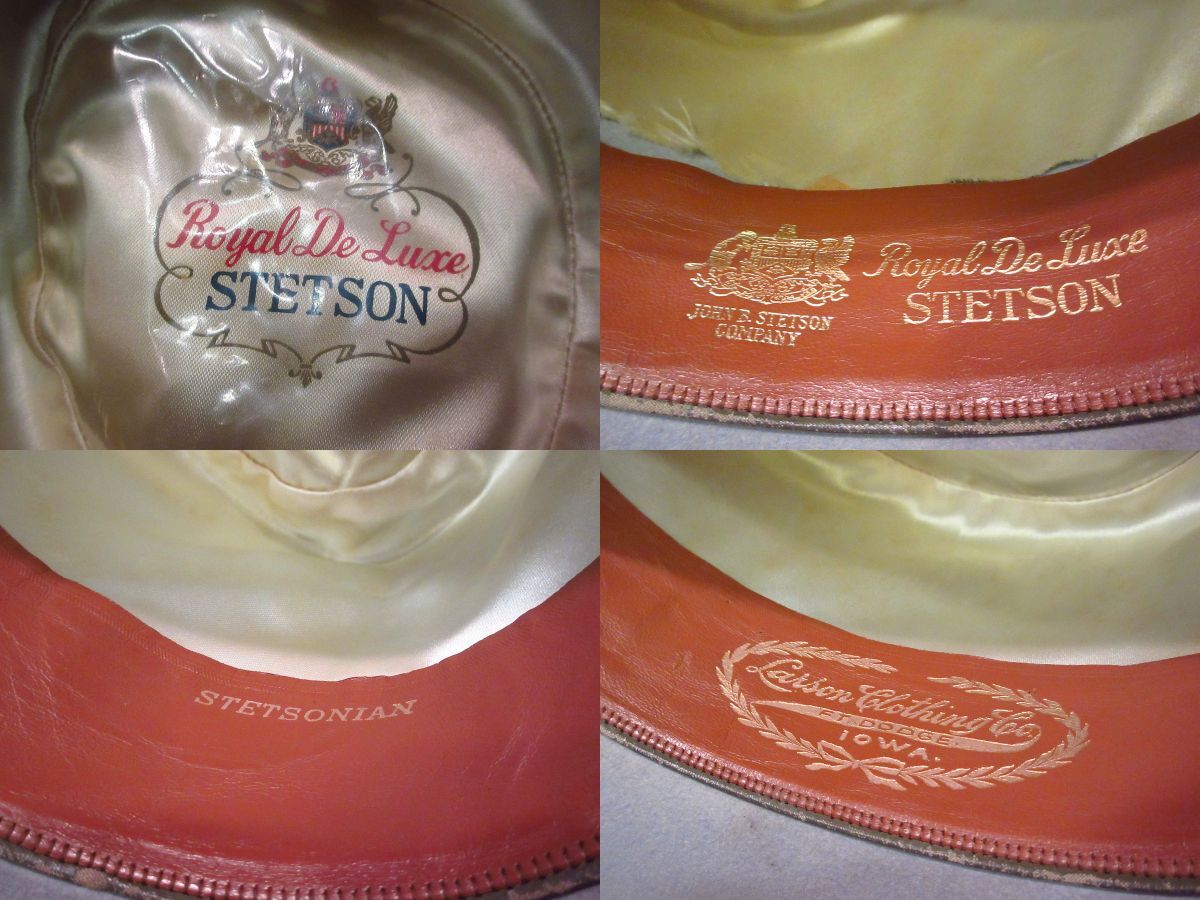 Royal De Luxe
STETSON
JOHN B. STETSON
COMPANY
Royal De Luxe
STETSON
STETSONIAN
Larson Clothing Co
FT. DODGE.
IOWA.